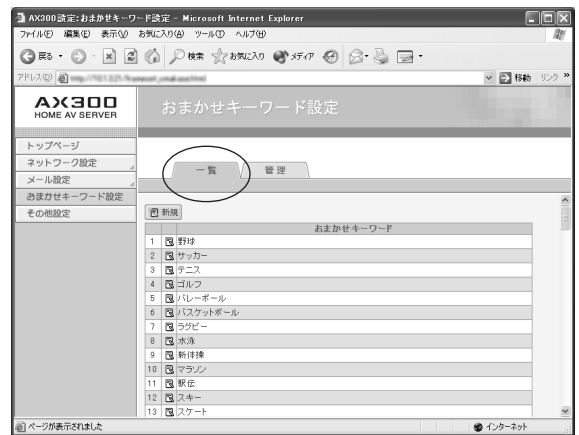 AX300設定:おまかせキーワード設定 - Microsoft Internet Explorer
ファイル(F) 編集(E) 表示(V) お気に入り(A) ツール(T) ヘルプ(H)
戻る 検索 お気に入り メディア
アドレス(D) 移動 リンク »
AX300
HOME AV SERVER
おまかせキーワード設定
トップページ
ネットワーク設定
メール設定
おまかせキーワード設定
その他設定
一覧 管理
新規
おまかせキーワード
1 野球
2 サッカー
3 テニス
4 ゴルフ
5 バレーボール
6 バスケットボール
7 ラグビー
8 水泳
9 新体操
10 マラソン
11 駅伝
12 スキー
13 スケート
ページが表示されました インターネット